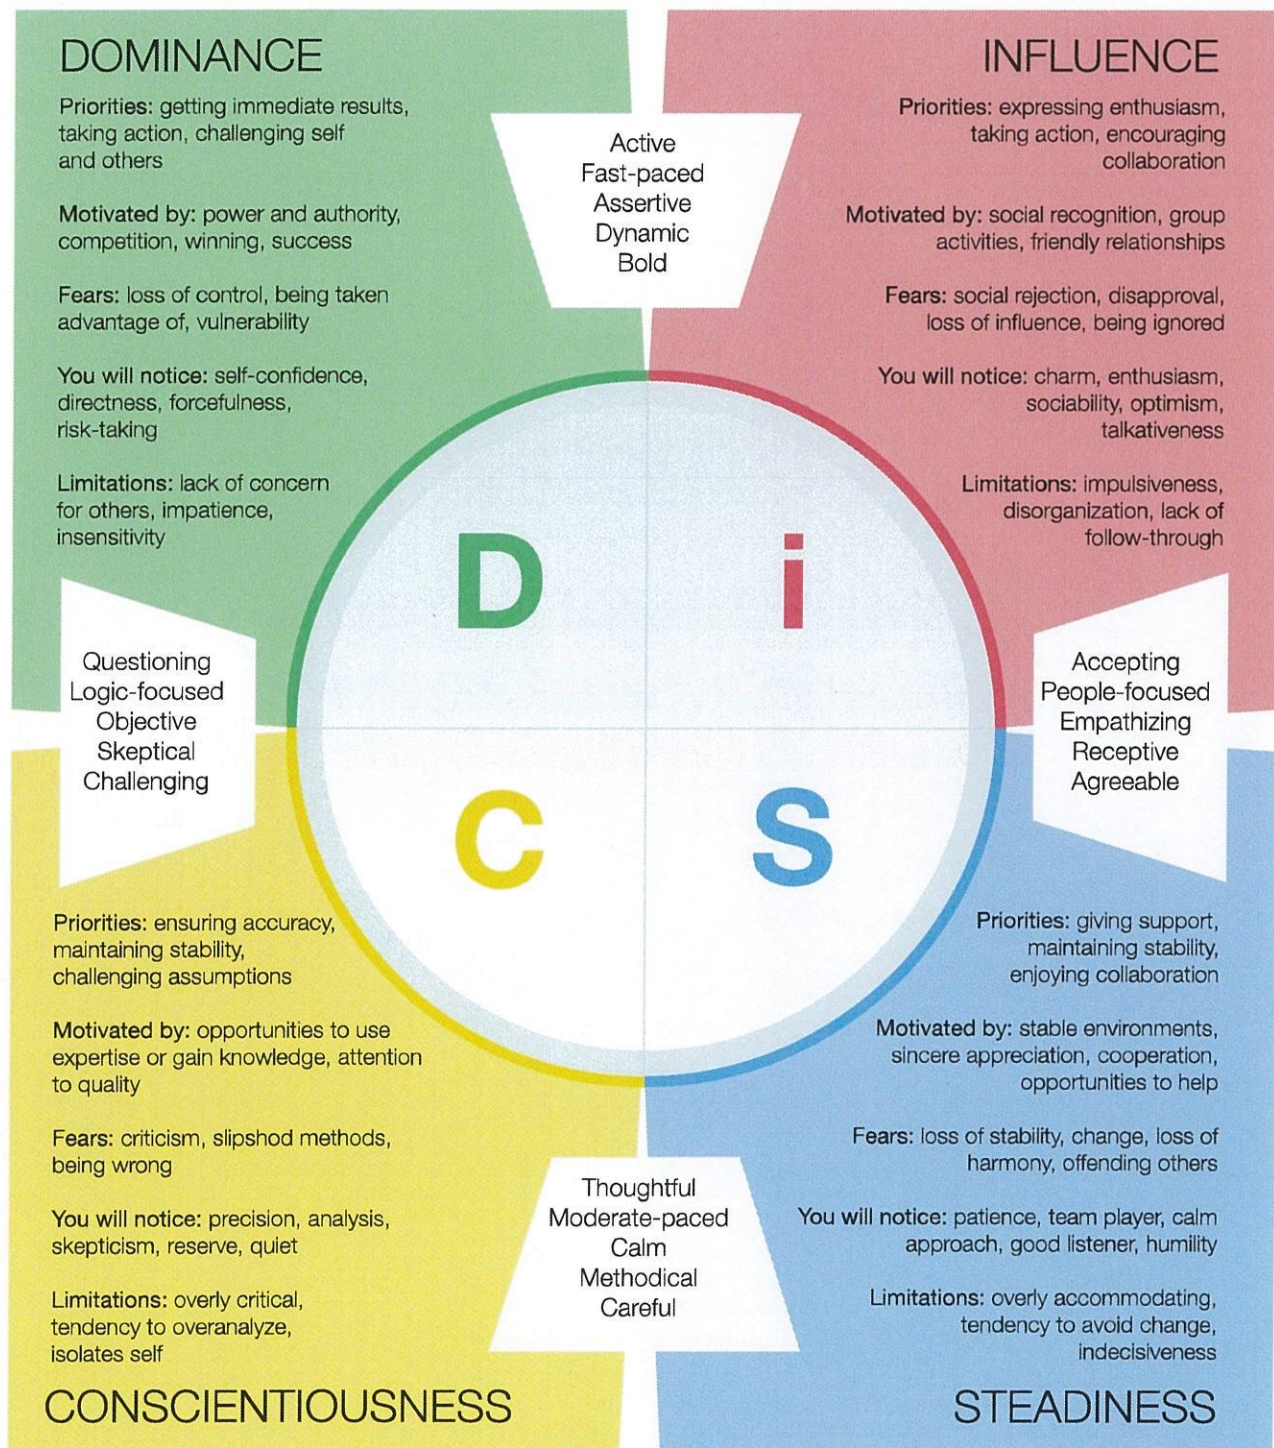 DOMINANCE
Priorities: getting immediate results,
taking action, challenging self
and others
Motivated by: power and authority,
competition, winning, success
Fears: loss of control, being taken
advantage of, vulnerability
You will notice: self-confidence,
directness, forcefulness,
risk-taking
Limitations: lack of concern
for others, impatience,
insensitivity
Active
Fast-paced
Assertive
Dynamic
Bold
INFLUENCE
Priorities: expressing enthusiasm,
taking action, encouraging
collaboration
Motivated by: social recognition, group
activities, friendly relationships
Fears: social rejection, disapproval,
loss of influence, being ignored
You will notice: charm, enthusiasm,
sociability, optimism,
talkativeness
Limitations: impulsiveness,
disorganization, lack of
follow-through
D
i
Questioning
Logic-focused
Objective
Skeptical
Challenging
Accepting
People-focused
Empathizing
Receptive
Agreeable
C
S
Priorities: ensuring accuracy,
maintaining stability,
challenging assumptions
Motivated by: opportunities to use
expertise or gain knowledge, attention
to quality
Fears: criticism, slipshod methods,
being wrong
You will notice: precision, analysis,
skepticism, reserve, quiet
Limitations: overly critical,
tendency to overanalyze,
isolates self
CONSCIENTIOUSNESS
Thoughtful
Moderate-paced
Calm
Methodical
Careful
Priorities: giving support,
maintaining stability,
enjoying collaboration
Motivated by: stable environments,
sincere appreciation, cooperation,
opportunities to help
Fears: loss of stability, change, loss of
harmony, offending others
You will notice: patience, team player, calm
approach, good listener, humility
Limitations: overly accommodating,
tendency to avoid change,
indecisiveness
STEADINESS